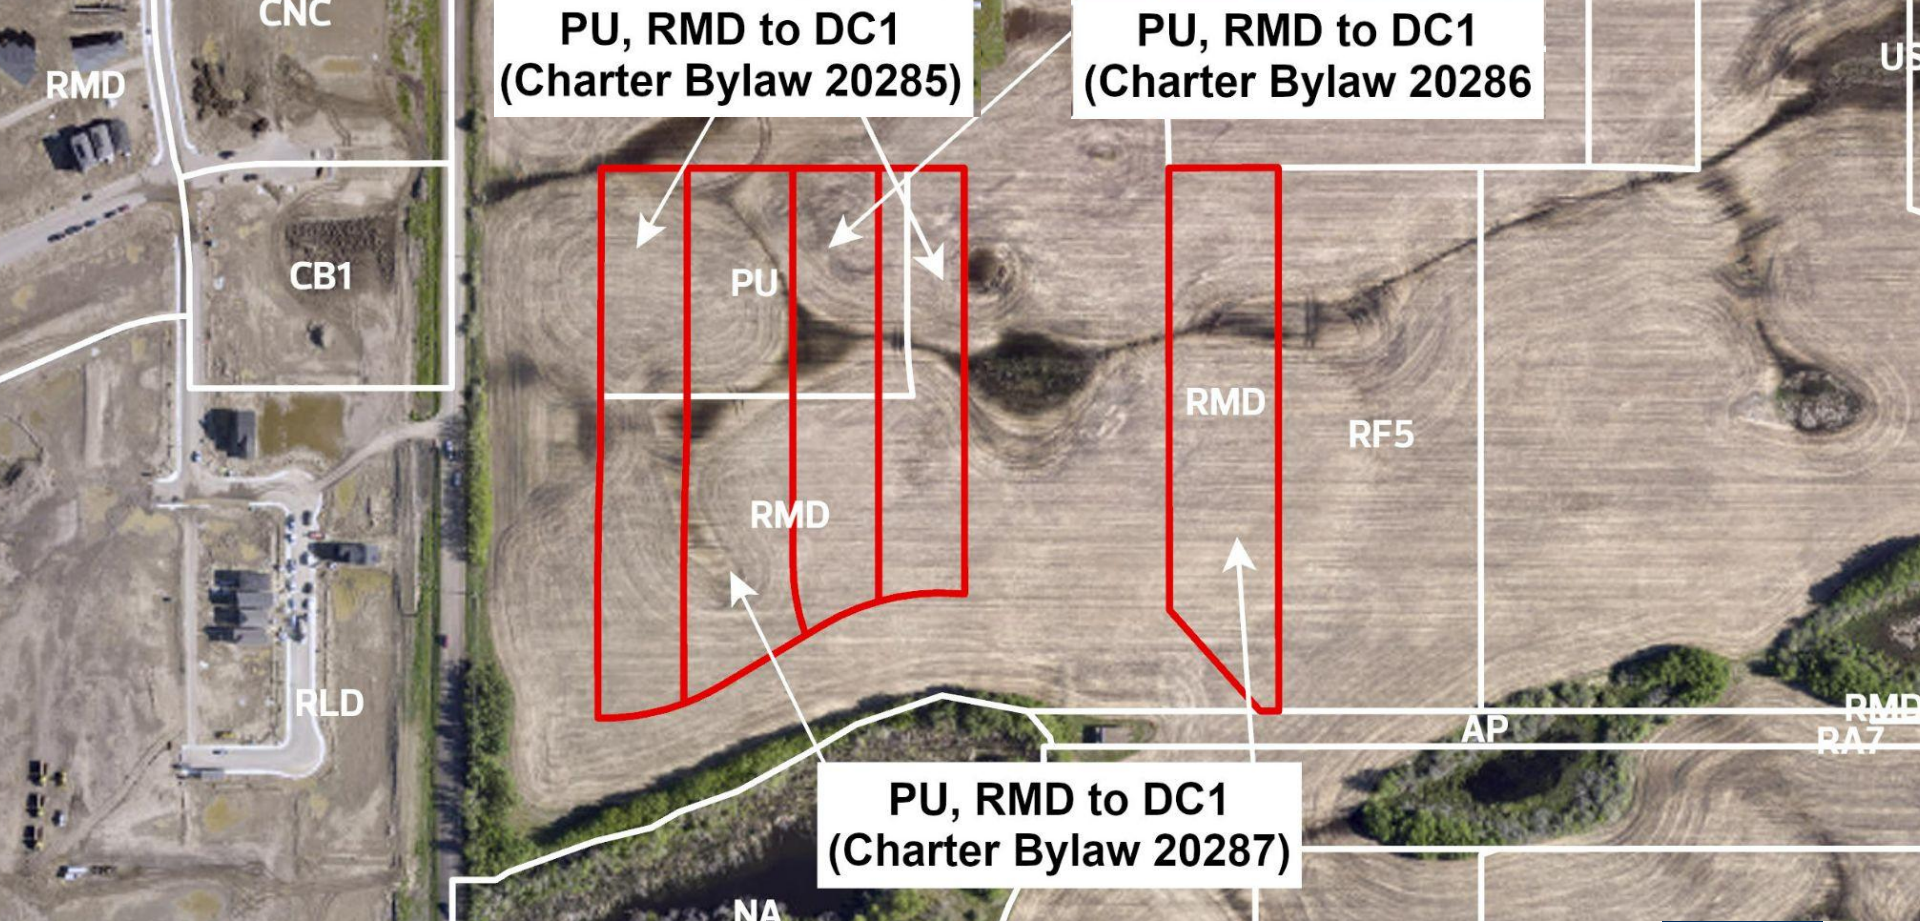 CNC
PU, RMD to DC1
(Charter Bylaw 20285)
PU, RMD to DC1
(Charter Bylaw 20286
RMD
US
CB1
PU
RMD
RF5
RMD
RLD
RMD
AP
RA7
PU, RMD to DC1
(Charter Bylaw 20287)
NA